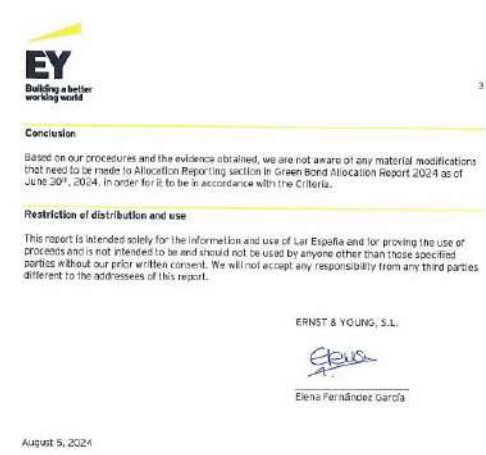 EY
Building a better
working world
3
Conclusion
Based on our procedures and the evidence obtained, we are not aware of any material modifications
that need to be made to Allocation Reporting section in Green Bond Allocation Report 2024 as of
June 30th, 2024, in order for it to be in accordance with the Criteria.
Restriction of distribution and use
This report is intended solely for the information and use of Lar España and for proving the use of
proceeds and is not intended to be and should not be used by anyone other than those specified
parties without our prior written consent. We will not accept any responsibility from any third parties
different to the addressees of this report.
ERNST & YOUNG, S.L.
Elena
Elena Fernández García
August 5, 2024